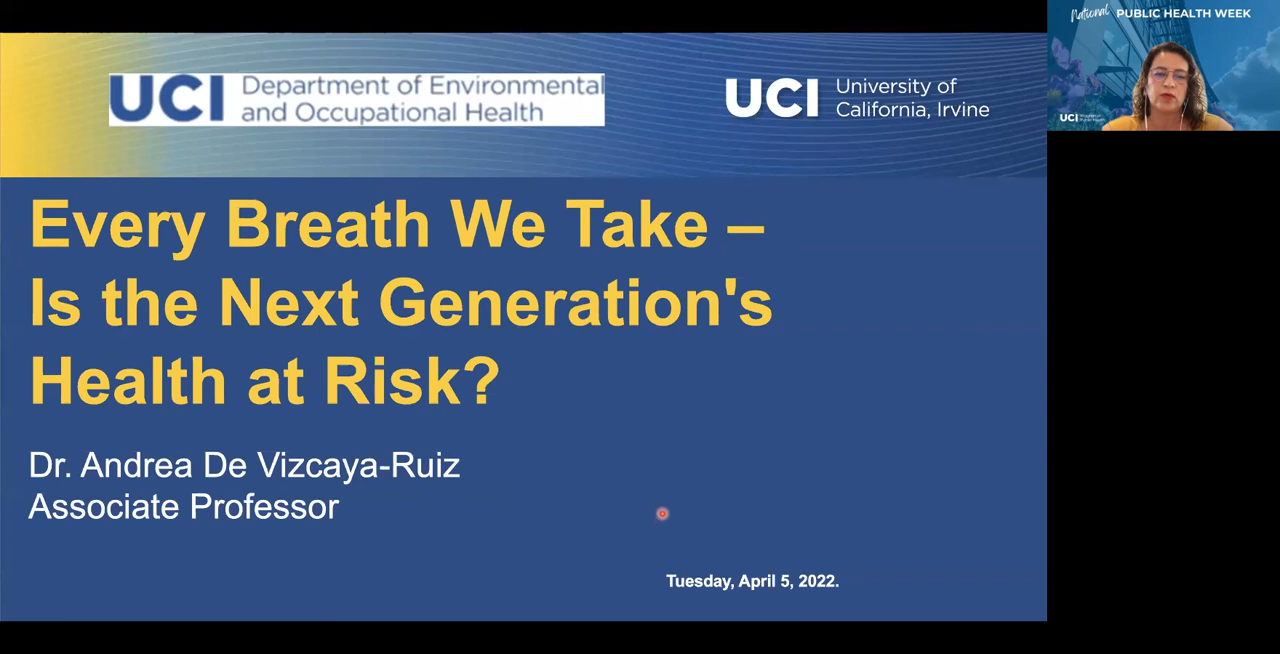 UCI Department of Environmental
and Occupational Health
UCI University of
California, Irvine
Every Breath We Take –
Is the Next Generation's
Health at Risk?
Dr. Andrea De Vizcaya-Ruiz
Associate Professor
Tuesday, April 5, 2022.
National PUBLIC HEALTH WEEK
UCI